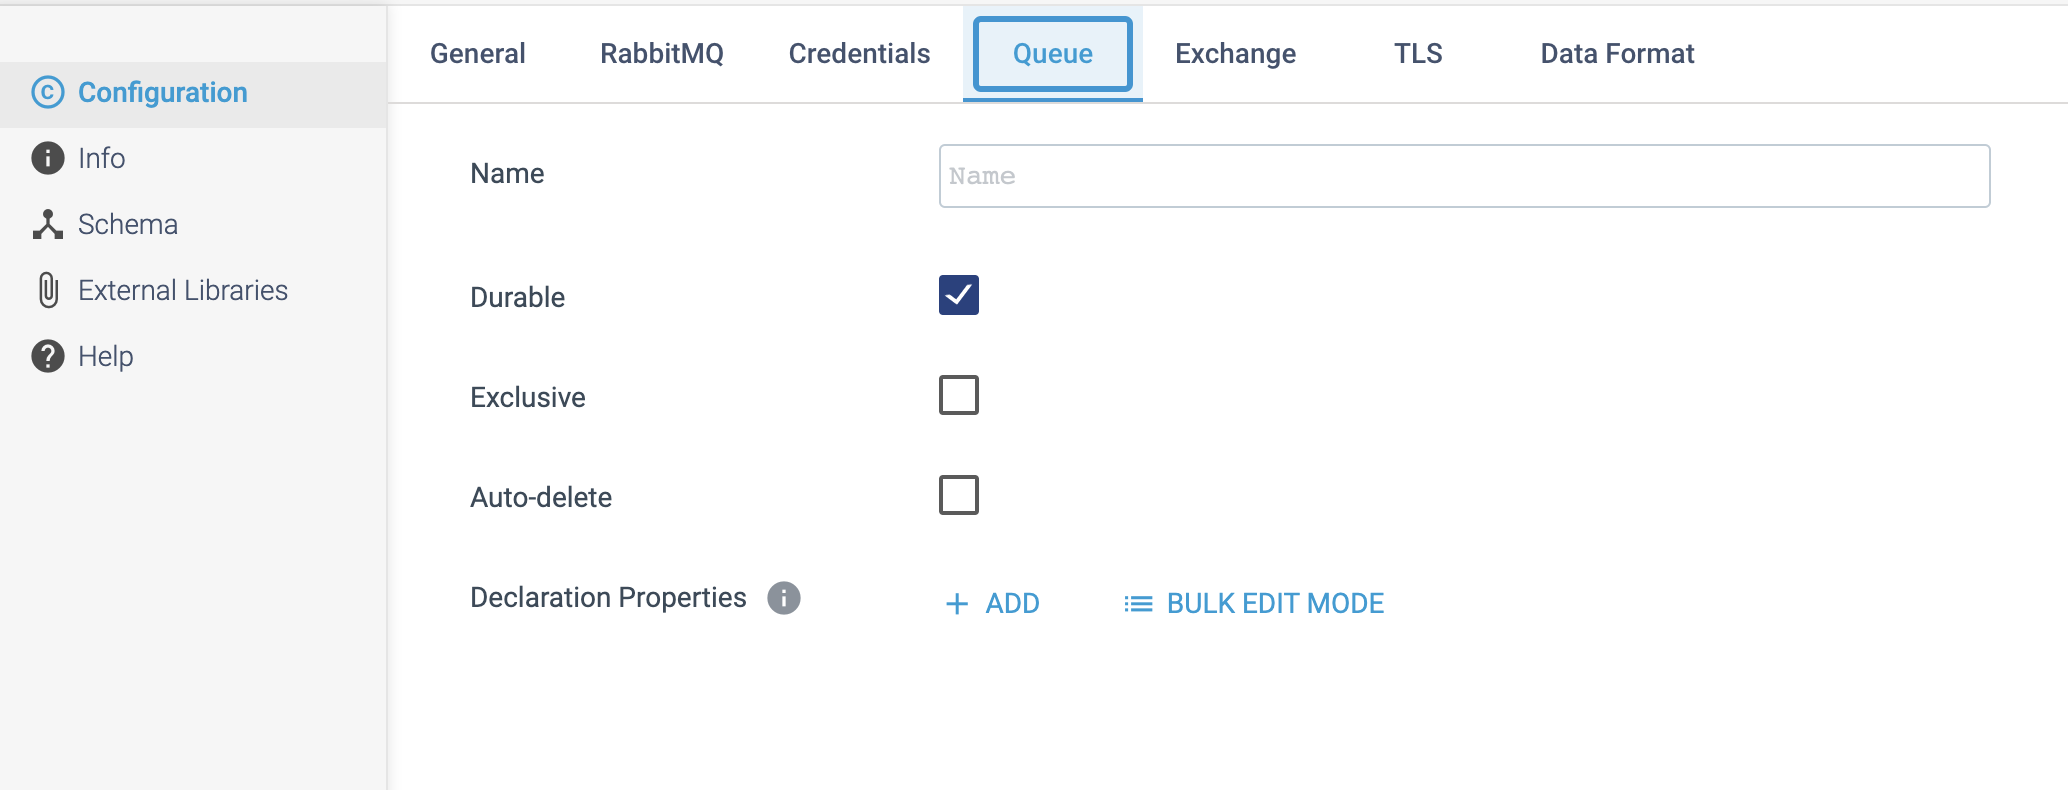 General RabbitMQ Credentials Queue Exchange TLS Data Format
Configuration
Info
Schema
External Libraries
Help
Name Name
Durable
Exclusive
Auto-delete
Declaration Properties ADD BULK EDIT MODE